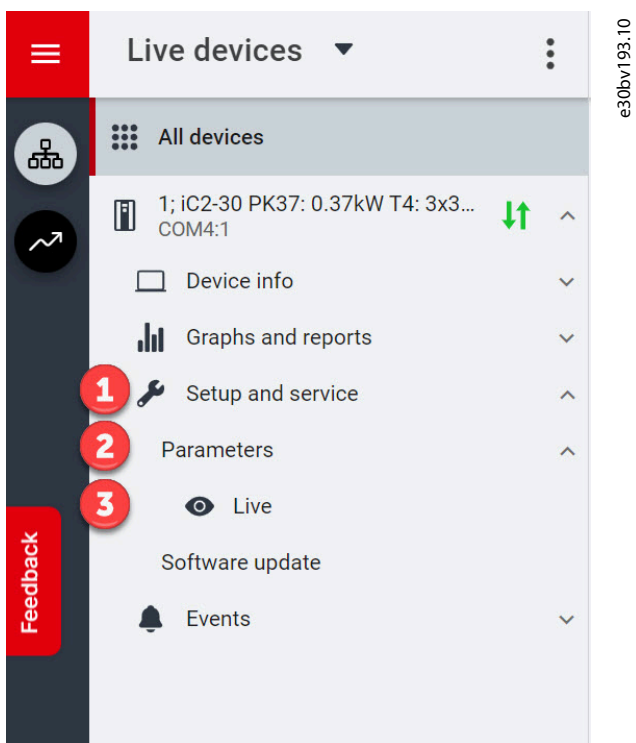 Live devices
e30bv193.10
All devices
1; iC2-30 PK37: 0.37kW T4: 3x3...
COM4:1
Device info
Graphs and reports
1
Setup and service
2
Parameters
3
Live
Software update
Feedback
Events